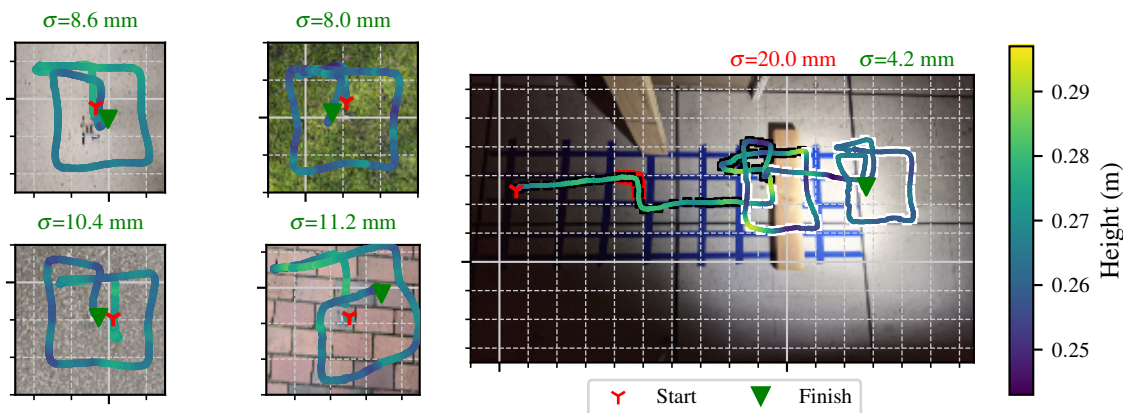 σ=8.6 mm
σ=8.0 mm
σ=10.4 mm
σ=11.2 mm
σ=20.0 mm
σ=4.2 mm
0.29
0.28
0.27
0.26
0.25
Height (m)
Start
Finish